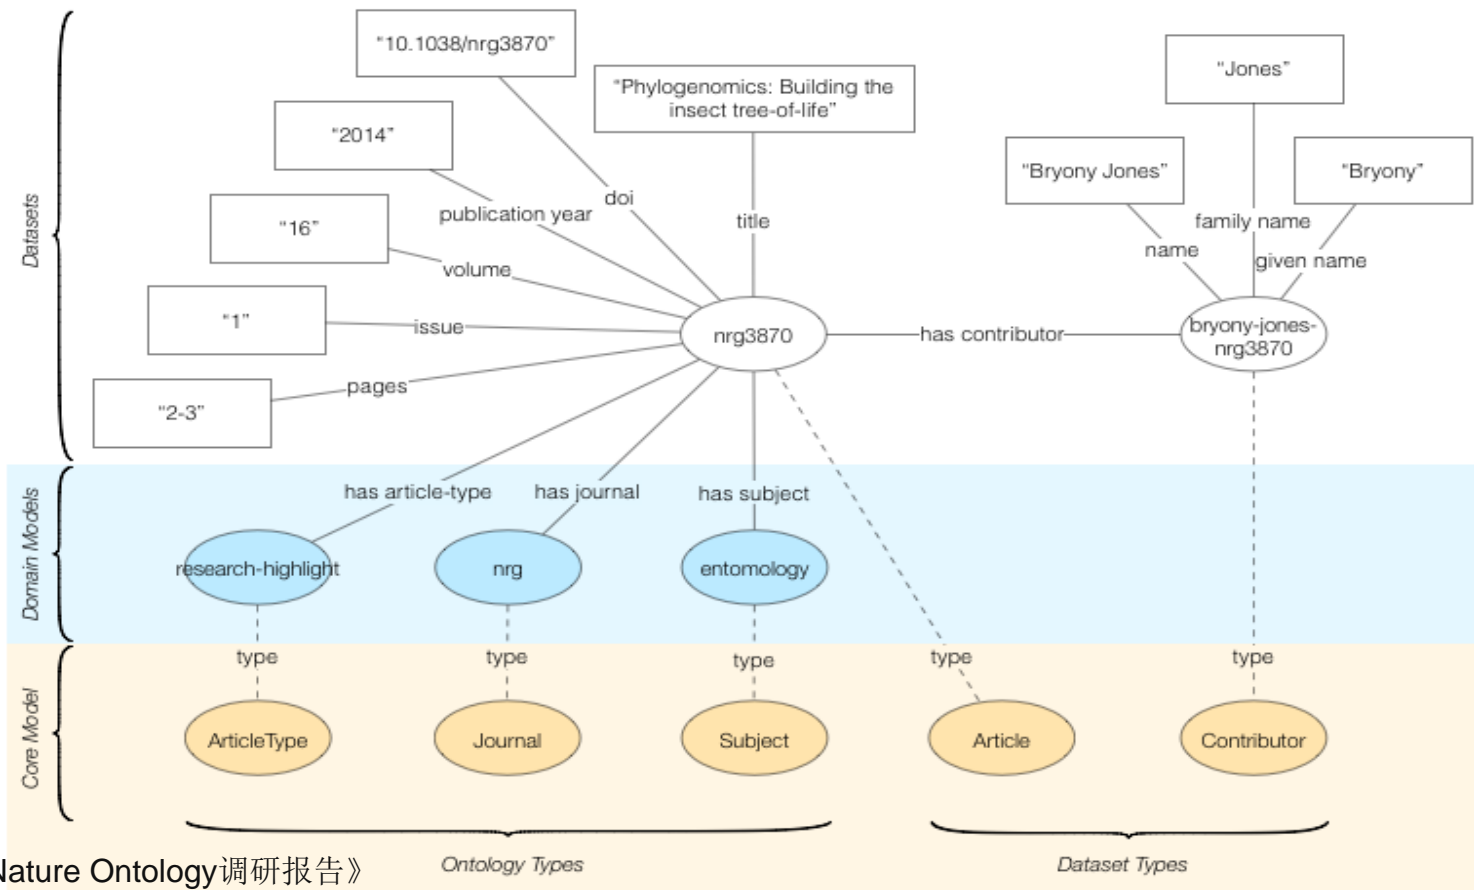 “10.1038/nrg3870”
“Phylogenomics: Building the
insect tree-of-life”
“Jones”
“2014”
“Bryony Jones”
“Bryony”
“16”
doi
publication year
title
family name
name
given name
volume
Datasets
“1”
issue
nrg3870
has contributor
bryony-jones-
nrg3870
pages
“2-3”
has article-type
has journal
has subject
Domain Models
research-highlight
nrg
entomology
type
type
type
type
type
Core Model
ArticleType
Journal
Subject
Article
Contributor
Ontology Types
Dataset Types
Nature Ontology调研报告》